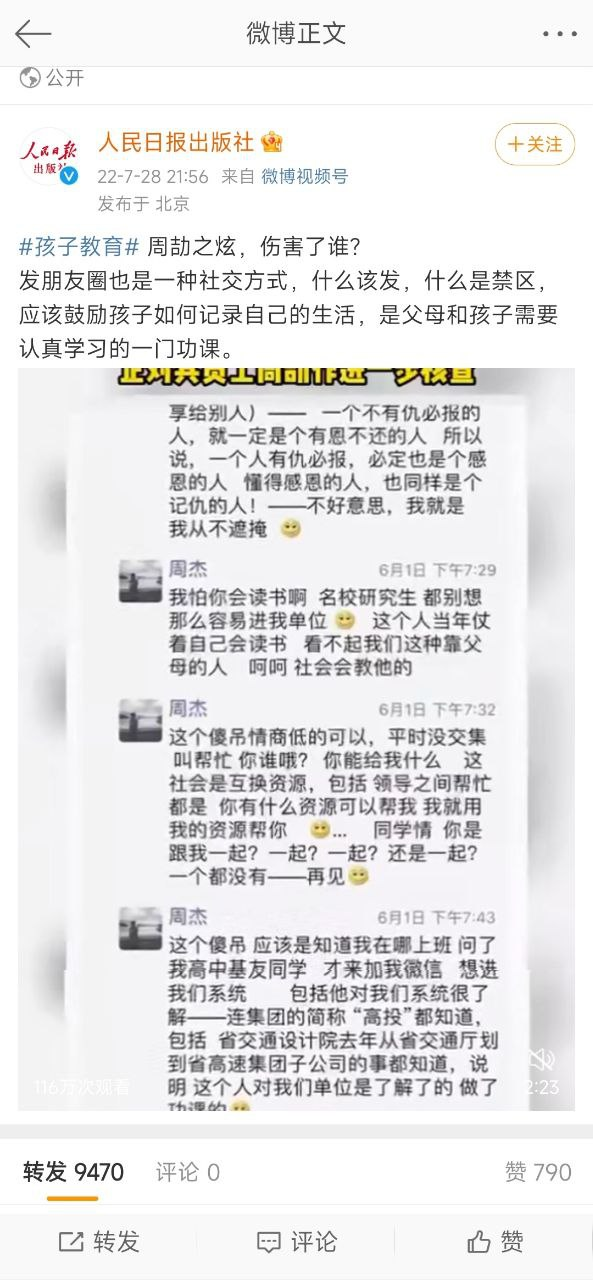 微博正文
公开
人民日报
出版社
人民日报出版社
＋关注
22-7-28 21:56 来自 微博视频号
发布于 北京
#孩子教育# 周劼之炫，伤害了谁？
发朋友圈也是一种社交方式，什么该发，什么是禁区，
应该鼓励孩子如何记录自己的生活，是父母和孩子需要
认真学习的一门功课。
正对其员工周劼作进一步核查
享给别人）—— 一个不有仇必报的
人，就一定是个有恩不还的人 所以
说，一个人有仇必报，必定也是个感
恩的人 懂得感恩的人，也同样是个
记仇的人！——不好意思，我就是
我从不遮掩
周杰 6月1日 下午7:29
我怕你会读书啊 名校研究生 都别想
那么容易进我单位 这个人当年仗
着自己会读书 看不起我们这种靠父
母的人 呵呵 社会会教他的
周杰 6月1日 下午7:32
这个傻吊情商低的可以，平时没交集
叫帮忙 你谁哦？ 你能给我什么 这
社会是互换资源，包括 领导之间帮忙
都是 你有什么资源可以帮我 我就用
我的资源帮你 ... 同学情 你是
跟我一起？一起？一起？还是一起？
一个都没有——再见
周杰 6月1日 下午7:43
这个傻吊 应该是知道我在哪上班 问了
我高中基友同学 才来加我微信 想进
我们系统 包括他对我们系统很了
解——连集团的简称“高投”都知道，
包括 省交通设计院去年从省交通厅划
到省高速集团子公司的事都知道，说
明 这个人对我们单位是了解了的 做了
功课的
116万次观看 2:23
转发 9470 评论 0 赞 790
转发 评论 赞